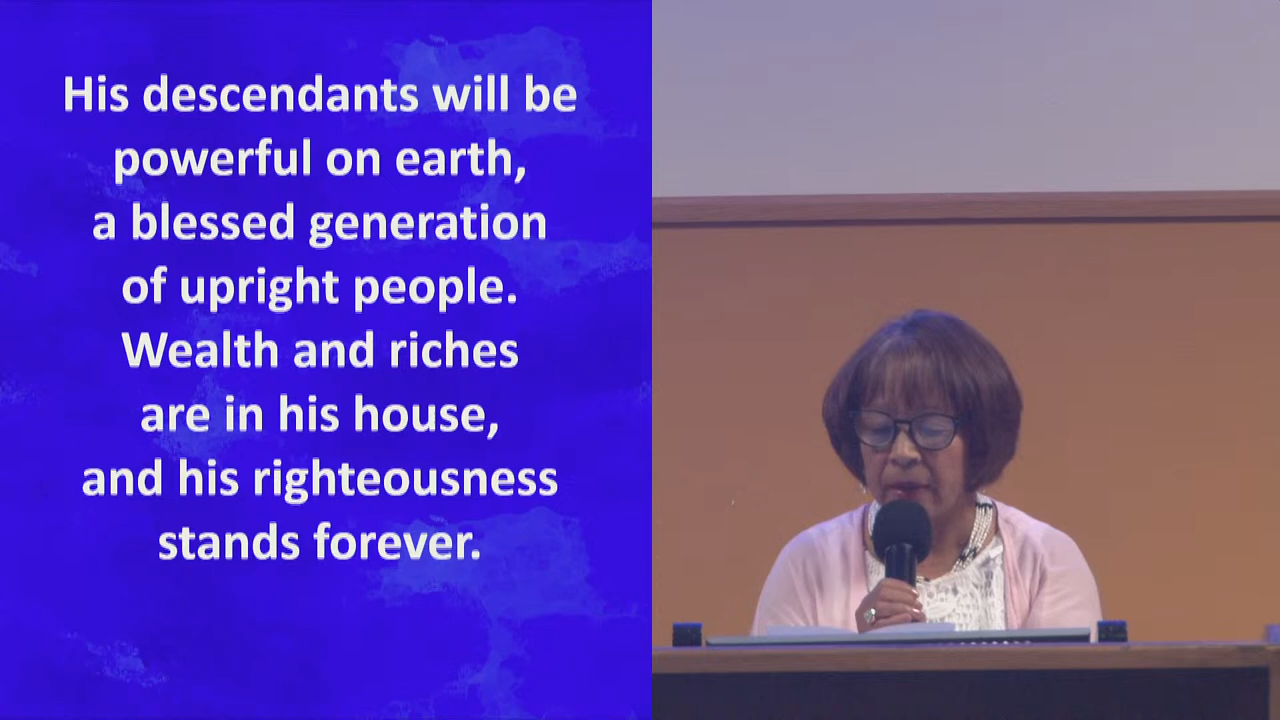 His descendants will be
powerful on earth,
a blessed generation
of upright people.
Wealth and riches
are in his house,
and his righteousness
stands forever.